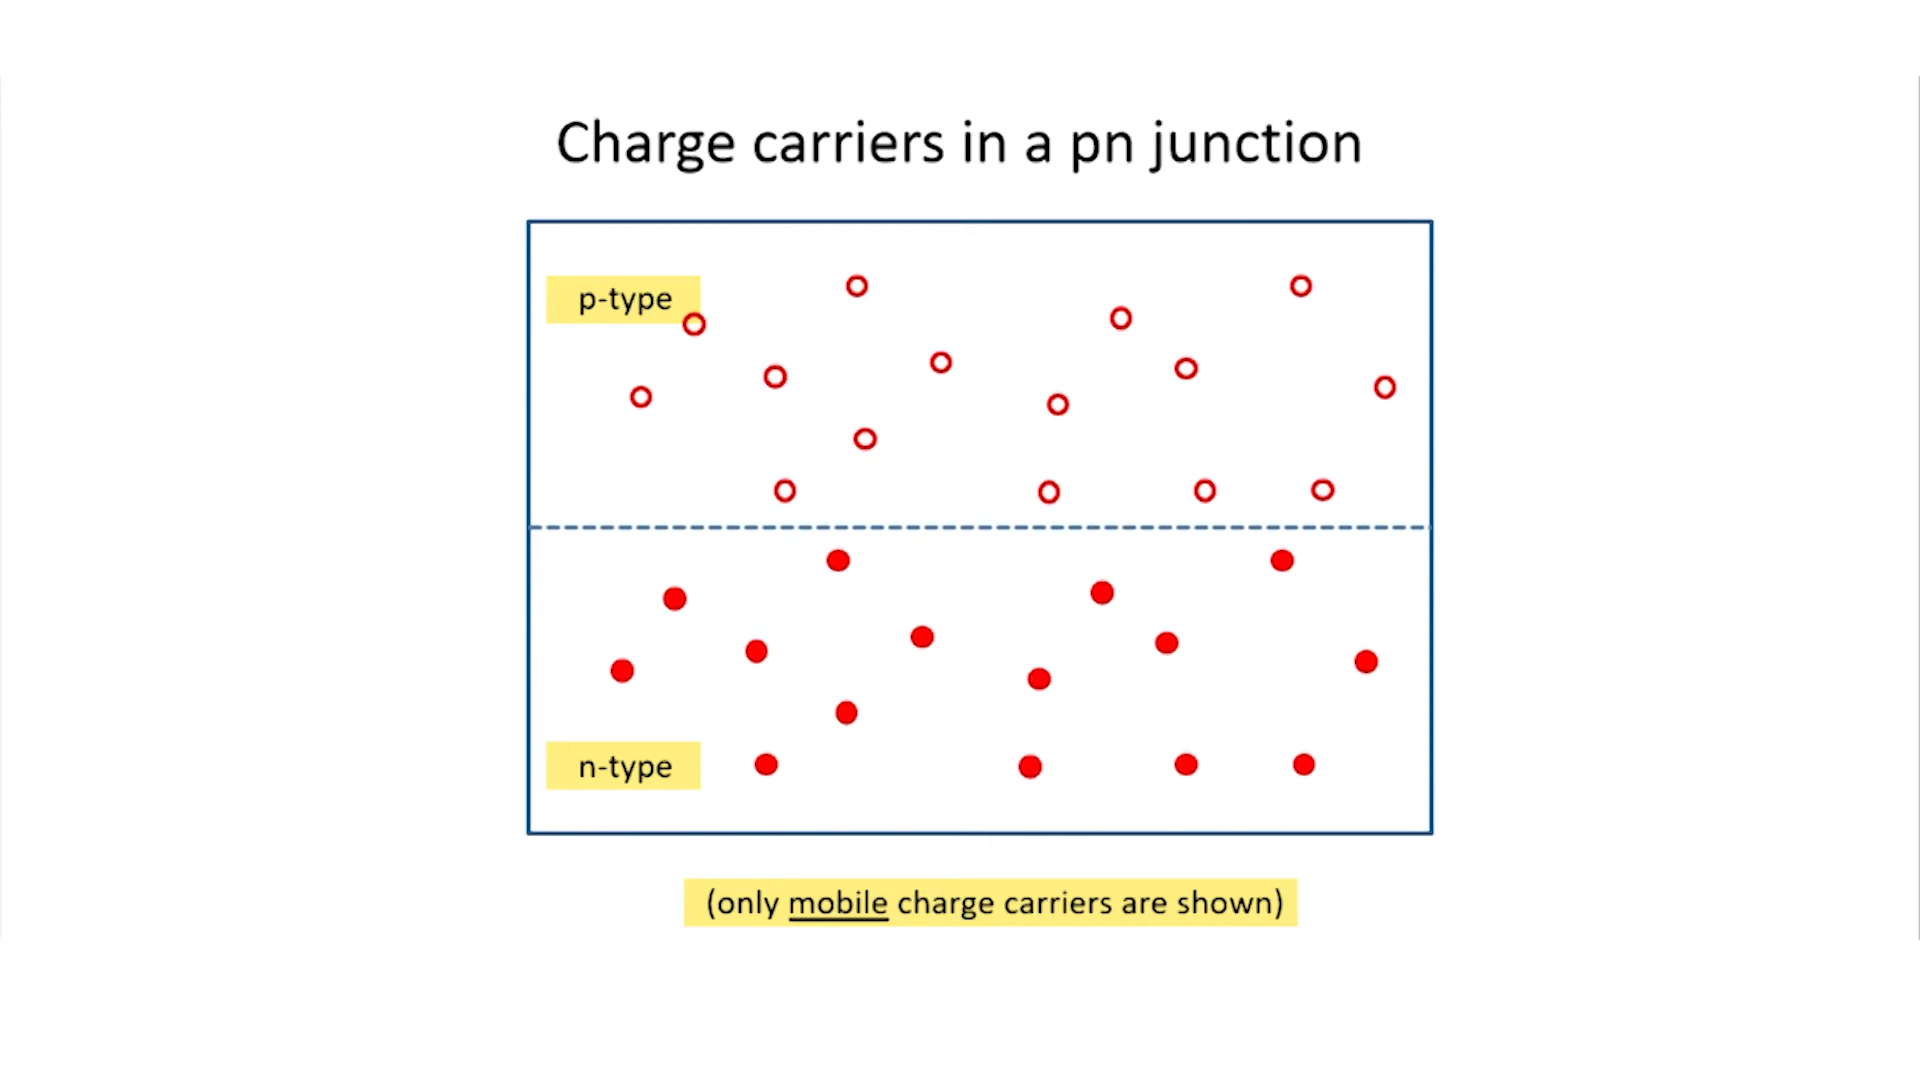 Charge carriers in a pn junction
p-type
n-type
(only mobile charge carriers are shown)